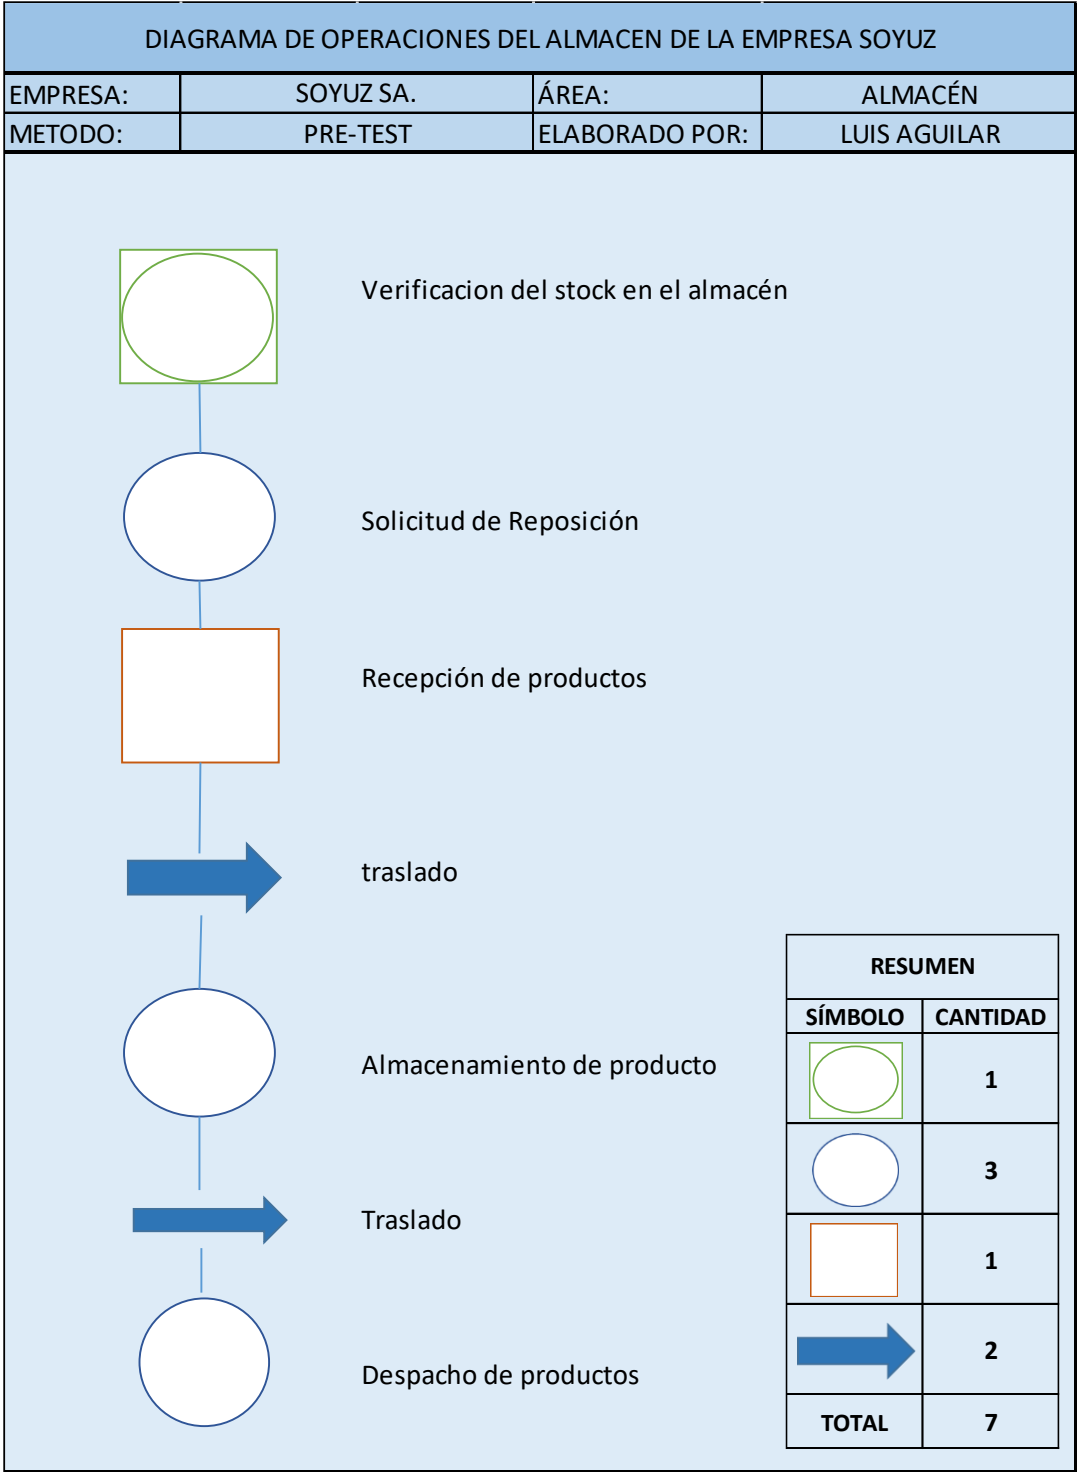 DIAGRAMA DE OPERACIONES DEL ALMACEN DE LA EMPRESA SOYUZ
EMPRESA: SOYUZ SA. ÁREA: ALMACÉN
METODO: PRE-TEST ELABORADO POR: LUIS AGUILAR
Verificacion del stock en el almacén
Solicitud de Reposición
Recepción de productos
traslado
Almacenamiento de producto
Traslado
Despacho de productos
RESUMEN
SÍMBOLO CANTIDAD
1
3
1
2
TOTAL 7